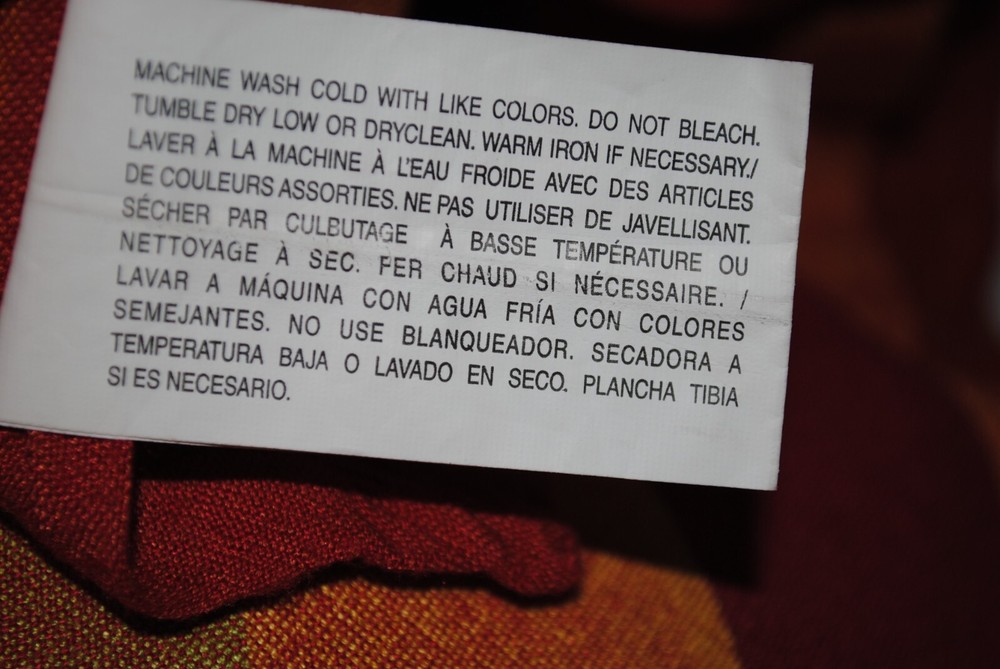 MACHINE WASH COLD WITH LIKE COLORS. DO NOT BLEACH.
TUMBLE DRY LOW OR DRYCLEAN. WARM IRON IF NECESSARY./
LAVER À LA MACHINE À L'EAU FROIDE AVEC DES ARTICLES
DE COULEURS ASSORTIES. NE PAS UTILISER DE JAVELLISANT.
SÉCHER PAR CULBUTAGE À BASSE TEMPÉRATURE OU
NETTOYAGE À SEC. FER CHAUD SI NÉCESSAIRE. /
LAVAR A MÁQUINA CON AGUA FRÍA CON COLORES
SEMEJANTES. NO USE BLANQUEADOR. SECADORA A
TEMPERATURA BAJA O LAVADO EN SECO. PLANCHA TIBIA
SI ES NECESARIO.